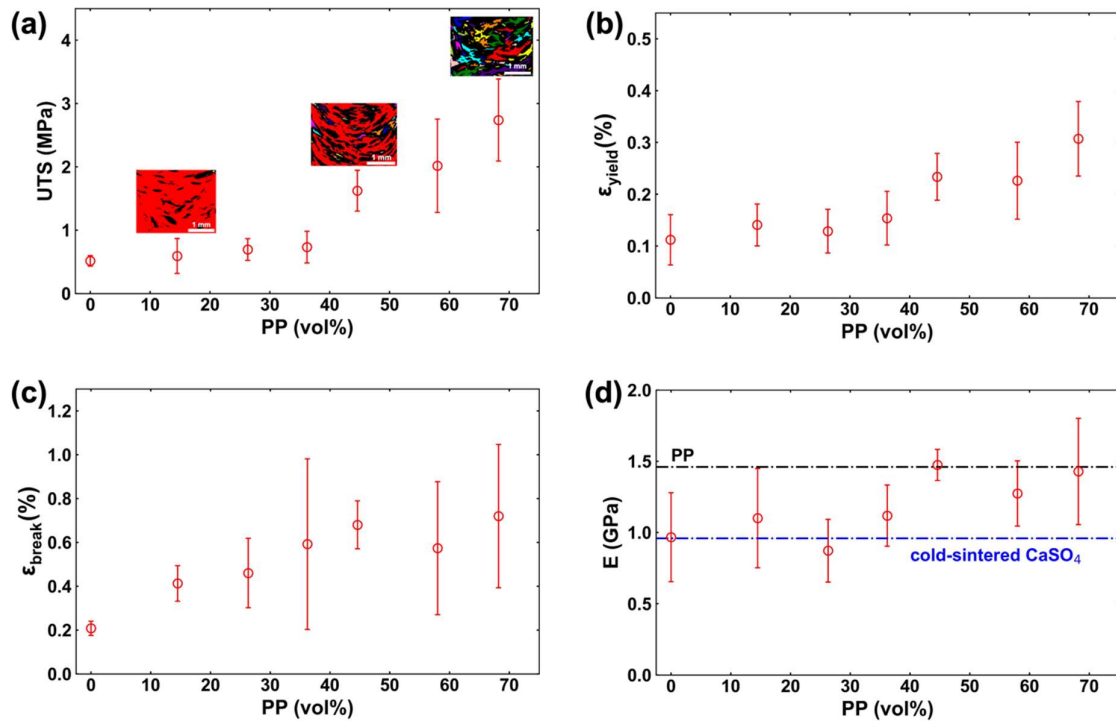 (a)
UTS (MPa)
4
3
2
1
0
1 mm
1 mm
1 mm
0 10 20 30 40 50 60 70
PP (vol%)
(b)
ε_yield(%)
0.5
0.4
0.3
0.2
0.1
0.0
0 10 20 30 40 50 60 70
PP (vol%)
(c)
ε_break(%)
1.2
1.0
0.8
0.6
0.4
0.2
0.0
0 10 20 30 40 50 60 70
PP (vol%)
(d)
E (GPa)
2.0
1.5
1.0
0.5
0.0
PP
cold-sintered CaSO₄
0 10 20 30 40 50 60 70
PP (vol%)